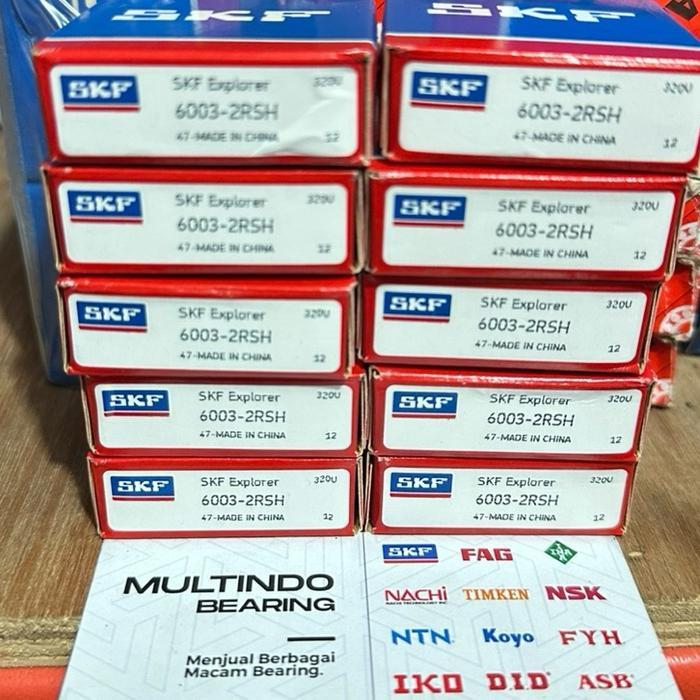 SKF
SKF
SKF SKF Explorer 320U
6003-2RSH
47-MADE IN CHINA 12
SKF SKF Explorer 320U
6003-2RSH
47-MADE IN CHINA 12
SKF SKF Explorer 320U
6003-2RSH
47-MADE IN CHINA 12
SKF SKF Explorer 320U
6003-2RSH
47-MADE IN CHINA 12
SKF SKF Explorer 320U
6003-2RSH
47-MADE IN CHINA 12
SKF SKF Explorer 320U
6003-2RSH
47-MADE IN CHINA 12
SKF SKF Explorer 320U
6003-2RSH
47-MADE IN CHINA 12
SKF SKF Explorer 320U
6003-2RSH
47-MADE IN CHINA 12
SKF SKF Explorer 320U
6003-2RSH
47-MADE IN CHINA 12
SKF SKF Explorer 320U
6003-2RSH
47-MADE IN CHINA 12
MULTINDO
BEARING
Menjual Berbagai
Macam Bearing.
SKF FAG INA
NACHI TIMKEN NSK
NACHI TECHNOLOGY INC.
NTN Koyo FYH
IKO D.I.D ASB